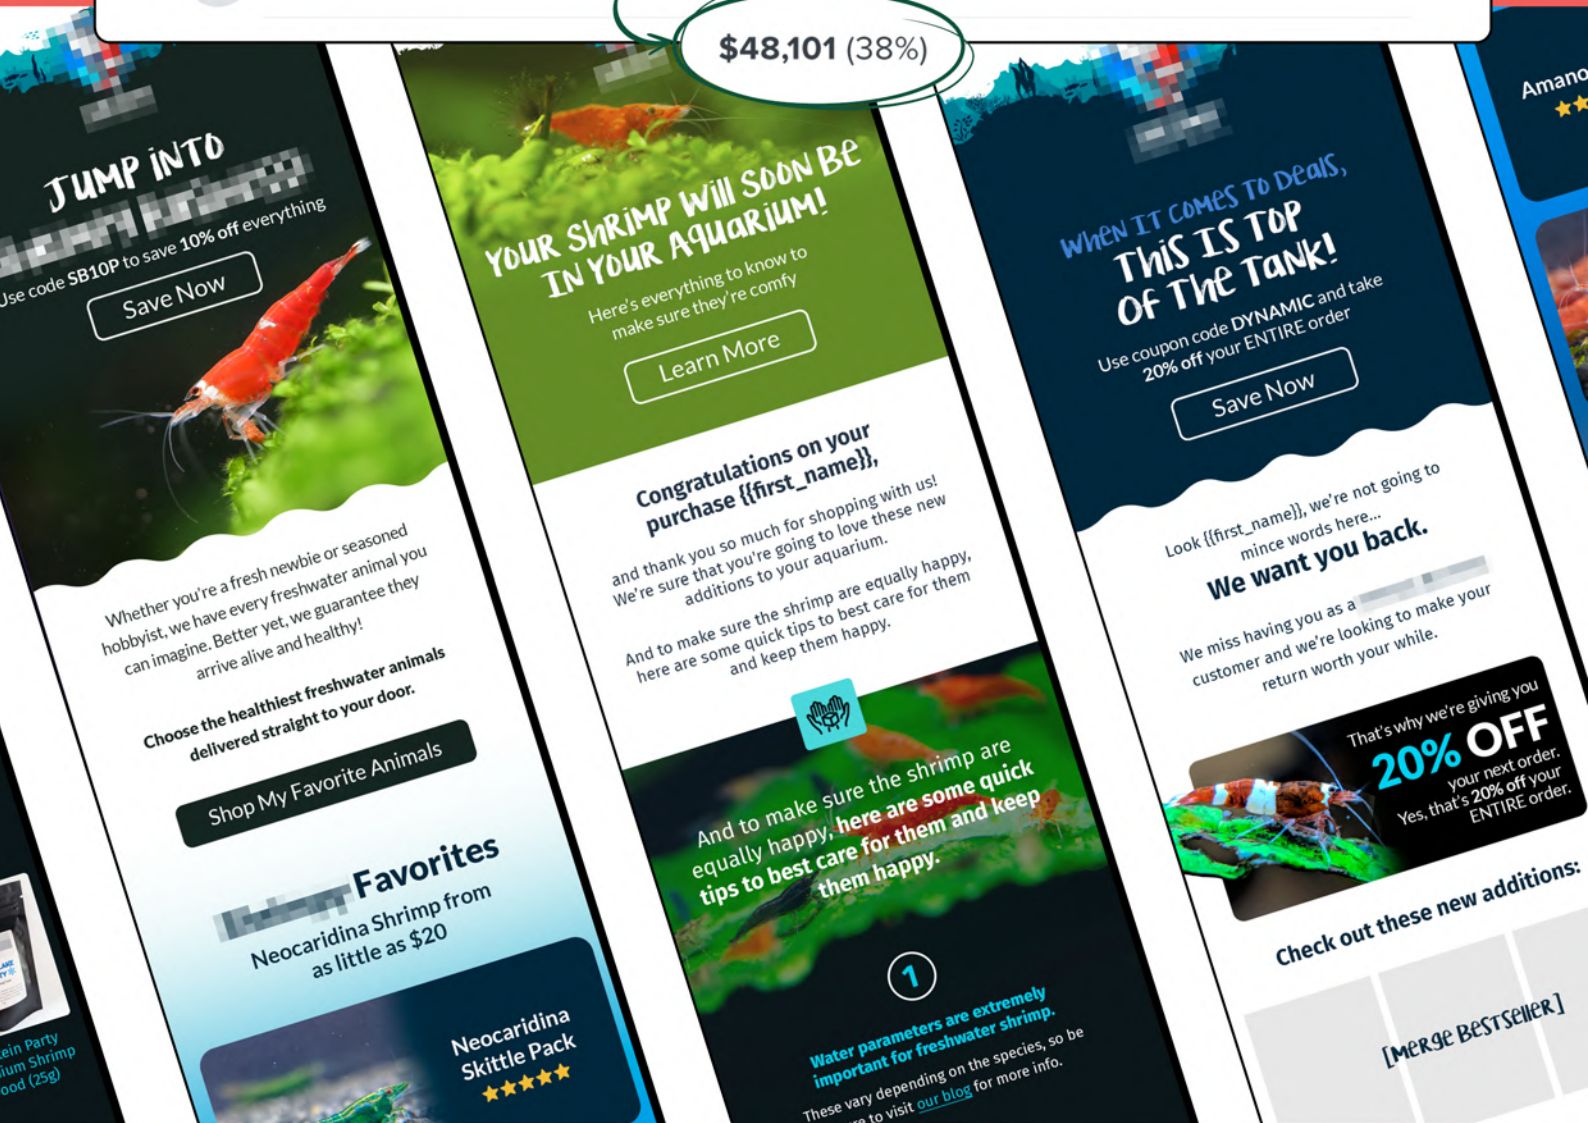 $48,101 (38%)
JUMP INTO
Use code SB10P to save 10% off everything
Save Now
Whether you're a fresh newbie or seasoned
hobbyist, we have every freshwater animal you
can imagine. Better yet, we guarantee they
arrive alive and healthy!
Choose the healthiest freshwater animals
delivered straight to your door.
Shop My Favorite Animals
Favorites
Neocaridina Shrimp from
as little as $20
Neocaridina
Skittle Pack
YOUR SHRIMP WILL SOON BE
IN YOUR AQUARIUM!
Here's everything to know to
make sure they're comfy
Learn More
Congratulations on your
purchase {{first_name}},
and thank you so much for shopping with us!
We're sure that you're going to love these new
additions to your aquarium.
And to make sure the shrimp are equally happy,
here are some quick tips to best care for them
and keep them happy.
And to make sure the shrimp are
equally happy, here are some quick
tips to best care for them and keep
them happy.
1
Water parameters are extremely
important for freshwater shrimp.
These vary depending on the species, so be
to visit our blog for more info.
WHEN IT COMES TO DEALS,
THIS IS TOP
OF THE TANK!
Use coupon code DYNAMIC and take
20% off your ENTIRE order
Save Now
Look {{first_name}}, we're not going to
mince words here...
We want you back.
We miss having you as a
customer and we're looking to make your
return worth your while.
That's why we're giving you
20% OFF
your next order.
Yes, that's 20% off your
ENTIRE order.
Check out these new additions:
[MERGE BESTSELLER]
Amano
Party
Shrimp
(25g)